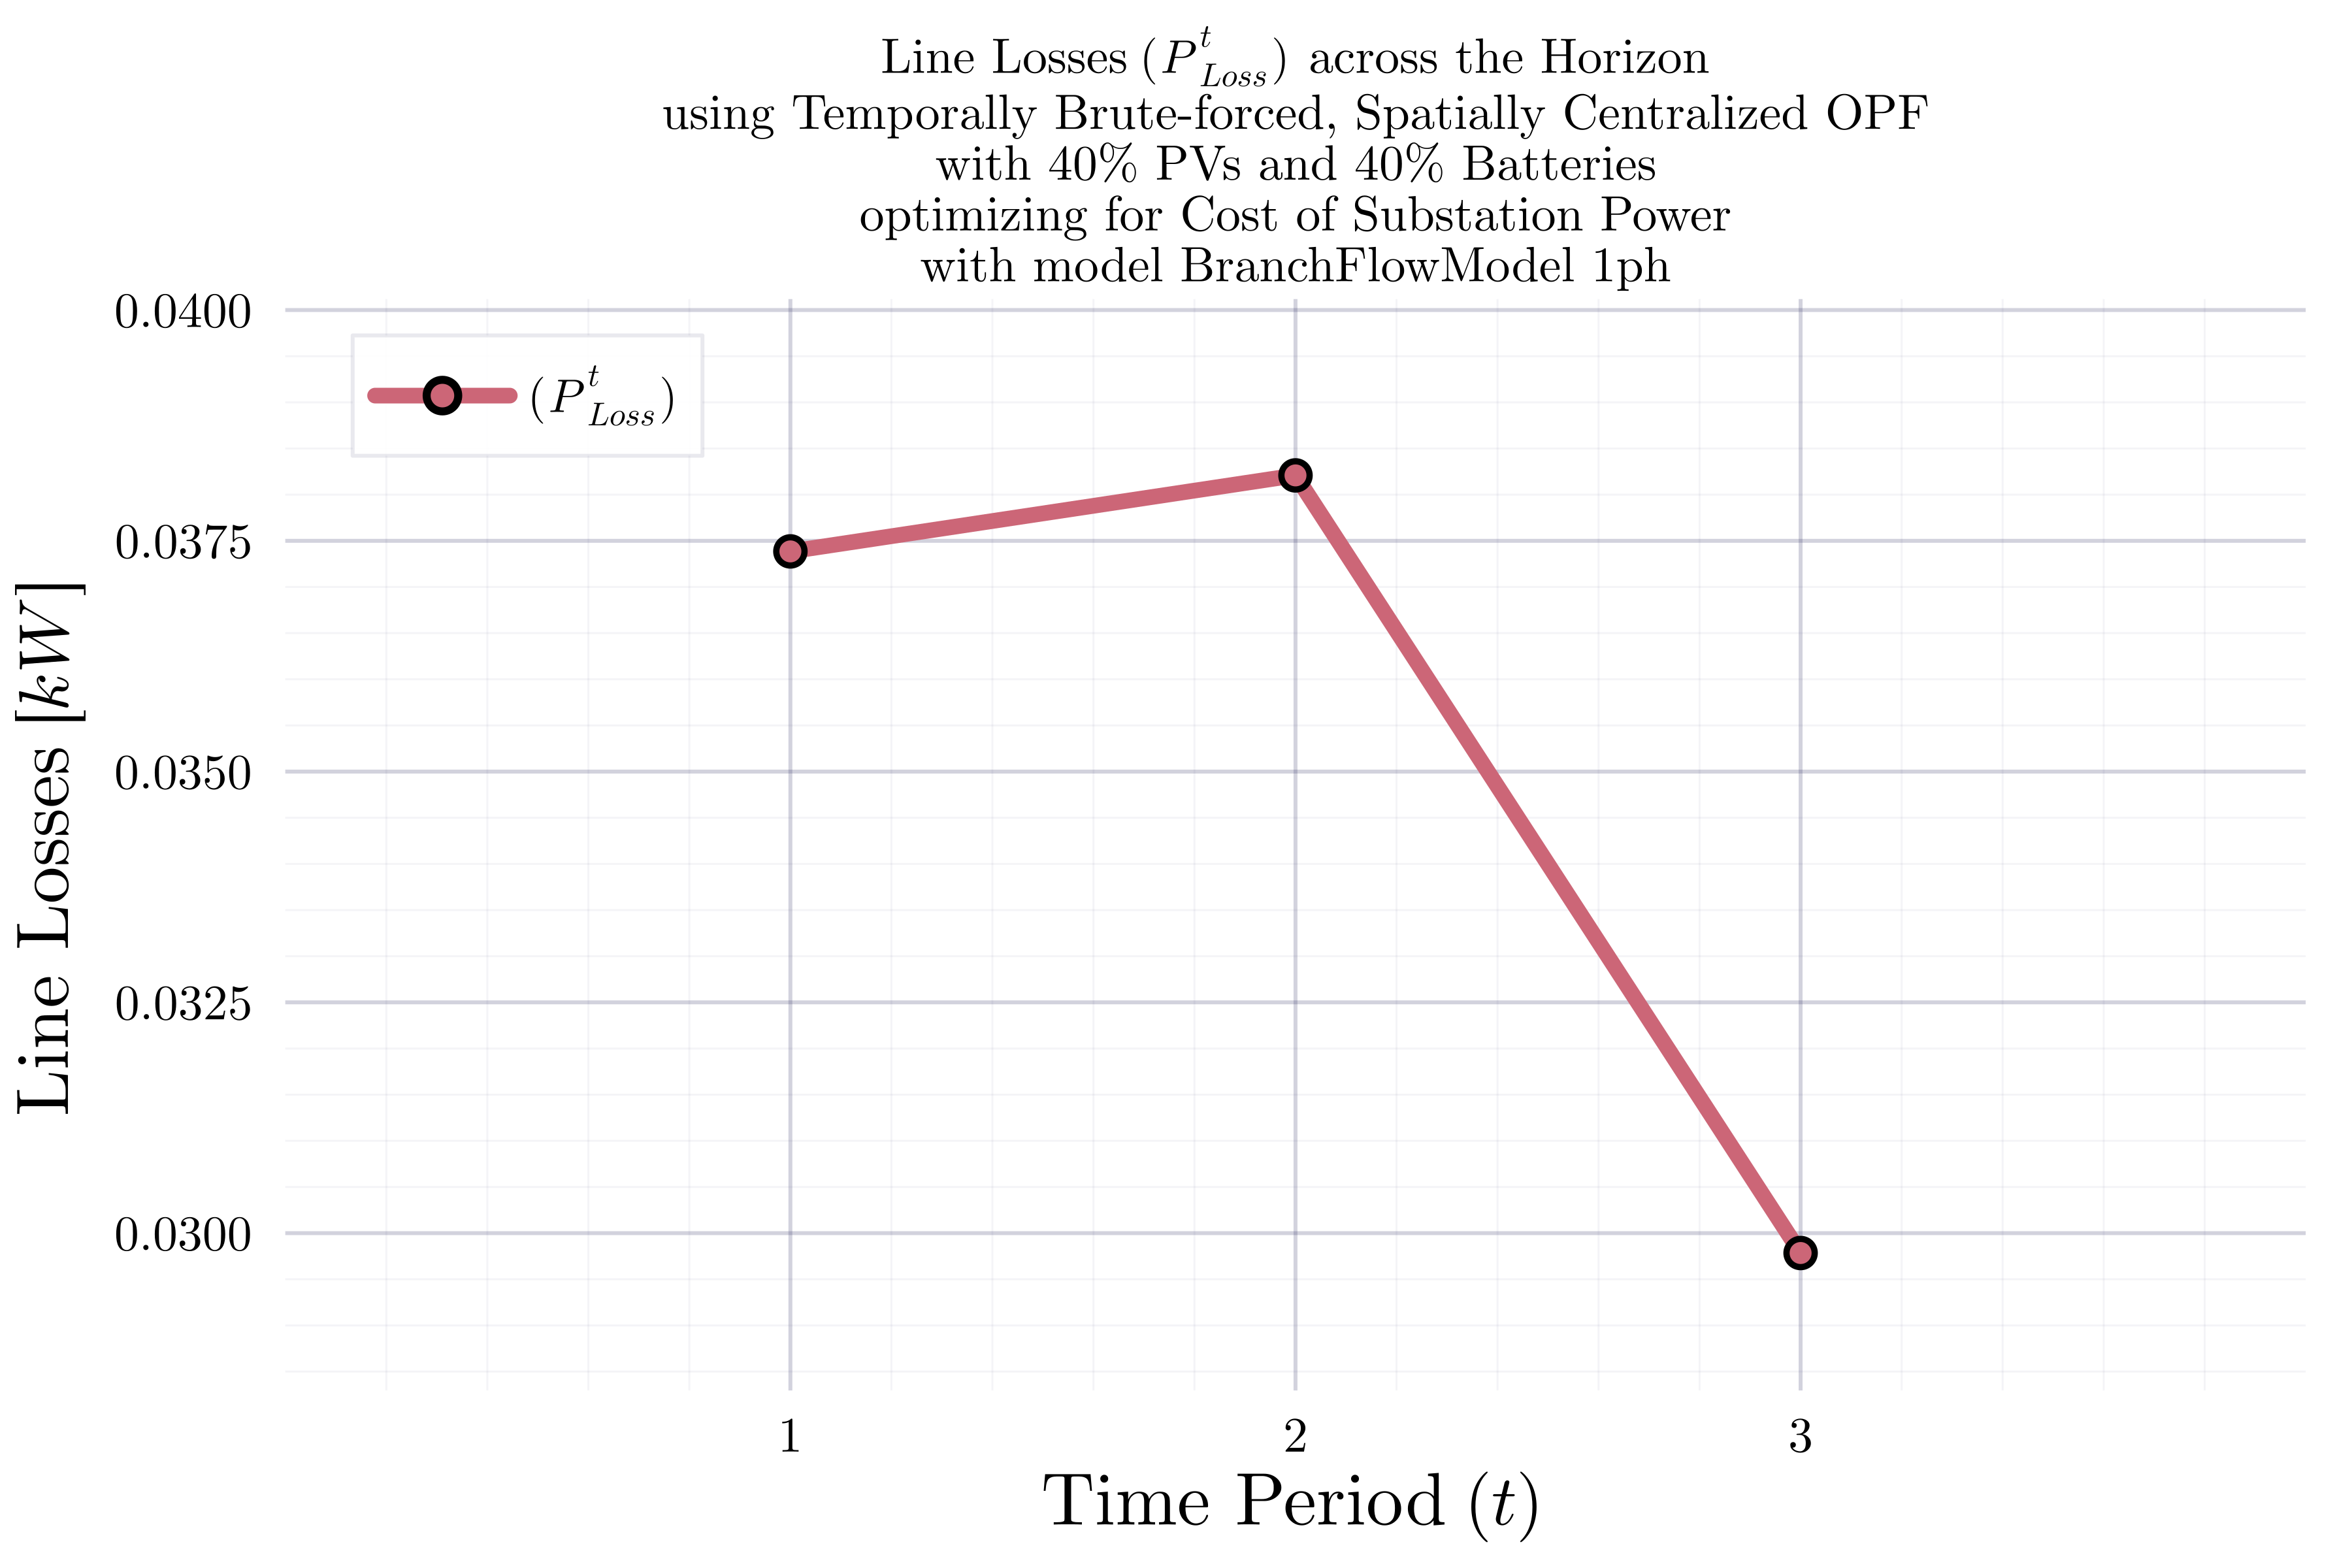 Line Losses $(P^t_{Loss})$ across the Horizon
using Temporally Brute-forced, Spatially Centralized OPF
with 40% PVs and 40% Batteries
optimizing for Cost of Substation Power
with model BranchFlowModel 1ph
$(P^t_{Loss})$
Line Losses [$kW$]
0.0400
0.0375
0.0350
0.0325
0.0300
1 2 3
Time Period ($t$)